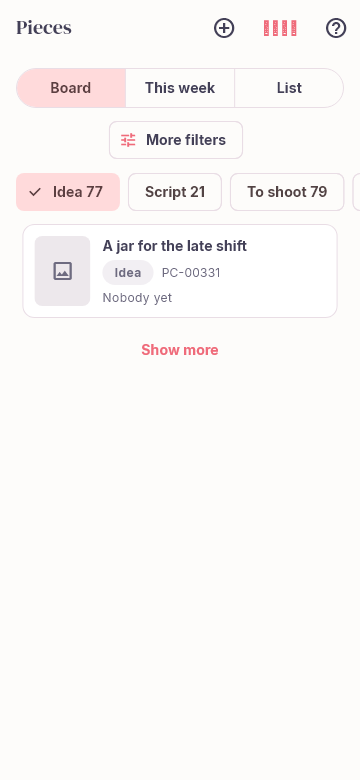 Pieces
Board
This week
List
More filters
Idea 77
Script 21
To shoot 79
A jar for the late shift
Idea
PC-00331
Nobody yet
Show more